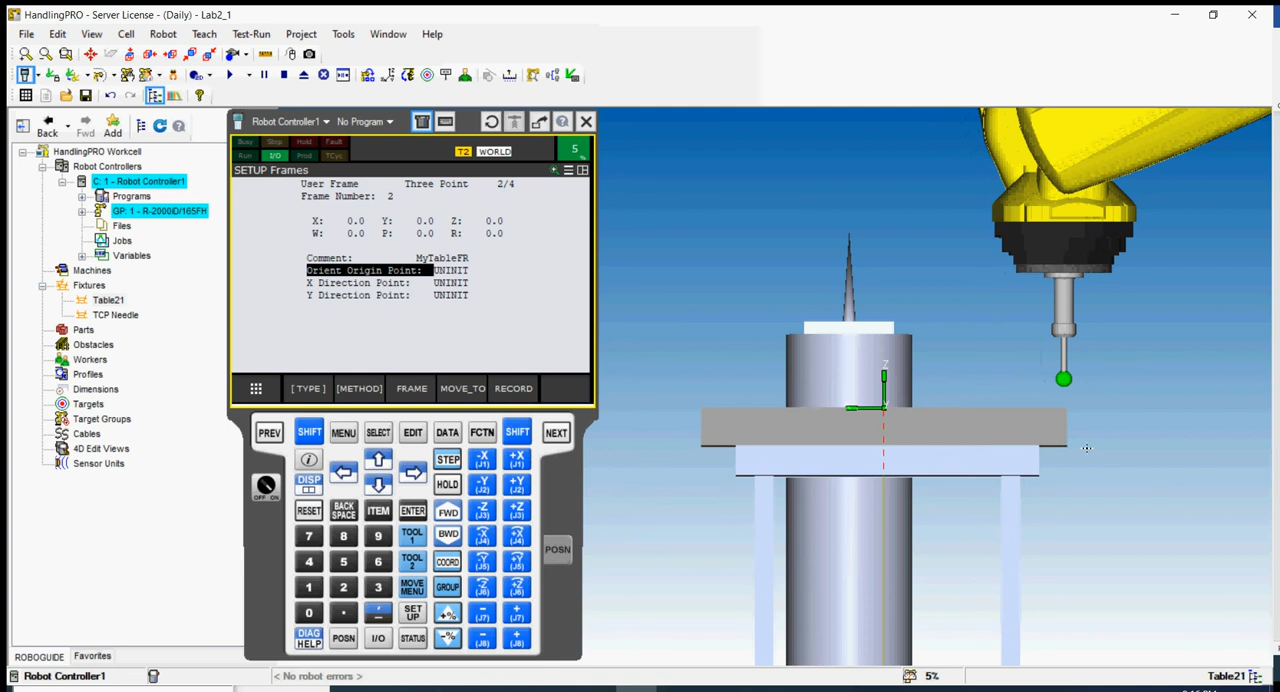 HandlingPRO - Server License - (Daily) - Lab2_1
File Edit View Cell Robot Teach Test-Run Project Tools Window Help
Back Fwd Add
HandlingPRO Workcell
Robot Controllers
C: 1 - Robot Controller1
Programs
GP: 1 - R-2000iD/165FH
Files
Jobs
Variables
Machines
Fixtures
Table21
TCP Needle
Parts
Obstacles
Workers
Profiles
Dimensions
Targets
Target Groups
Cables
4D Edit Views
Sensor Units
ROBOGUIDE Favorites
Robot Controller1 No Program
Busy Step Hold Fault
Run I/O Prod TCyc
T2 WORLD
5
%
SETUP Frames
User Frame Three Point 2/4
Frame Number: 2
X: 0.0 Y: 0.0 Z: 0.0
W: 0.0 P: 0.0 R: 0.0
Comment: MyTableFR
Orient Origin Point: UNINIT
X Direction Point: UNINIT
Y Direction Point: UNINIT
[ TYPE ] [METHOD] FRAME MOVE_TO RECORD
PREV SHIFT MENU SELECT EDIT DATA FCTN SHIFT NEXT
i STEP -X (J1) +X (J1)
DISP HOLD -Y (J2) +Y (J2)
OFF ON
RESET BACK SPACE ITEM ENTER FWD -Z (J3) +Z (J3)
7 8 9 TOOL 1 BWD -X (J4) +X (J4)
POSN
4 5 6 TOOL 2 COORD -Y (J5) +Y (J5)
1 2 3 MOVE MENU GROUP -Z (J6) +Z (J6)
0 . SET UP +% - (J7) + (J7)
DIAG HELP POSN I/O STATUS -% - (J8) + (J8)
Z
Robot Controller1 < No robot errors > 5% Table21